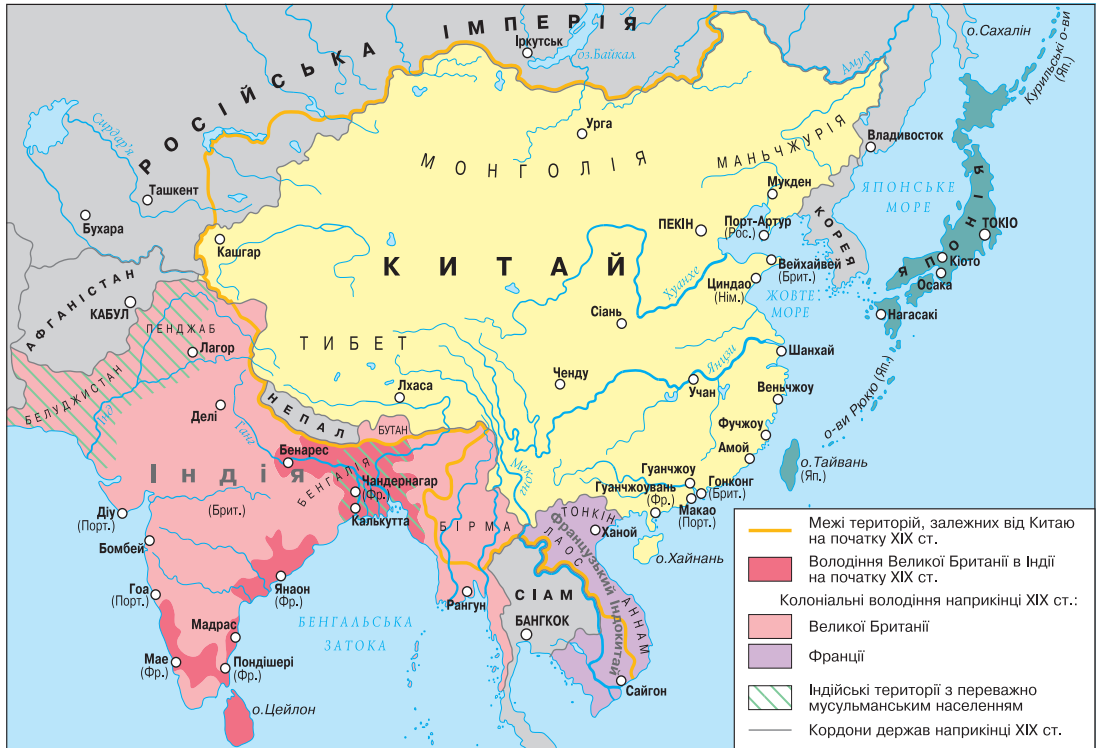 РОСІЙСЬКА ІМПЕРІЯ
Іркутськ
оз.Байкал
Амур
о.Сахалін
Курильські о-ви
(Яп.)
Сирдар'я
Урга
МОНГОЛІЯ
МАНЬЧЖУРІЯ
Владивосток
Ташкент
Бухара
Мукден
ЯПОНСЬКЕ
МОРЕ
ЯПОНІЯ
Кашгар
ПЕКІН
Порт-Артур
(Рос.)
КОРЕЯ
ТОКІО
КИТАЙ
Вейхайвей
(Брит.)
Кіото
Осака
Хуанхе
Циндао
(Нім.)
ЖОВТЕ
МОРЕ
АФГАНІСТАН
КАБУЛ
ПЕНДЖАБ
Лагор
Сіань
Нагасакі
ТИБЕТ
Шанхай
БЕЛУДЖИСТАН
Інд
Ченду
Янцзи
Учан
Веньчжоу
о-ви Рюкю (Яп.)
Лхаса
Делі
НЕПАЛ
БУТАН
Ганг
Фучжоу
Бенарес
Амой
о.Тайвань
(Яп.)
Індія
(Брит.)
БЕНГАЛІЯ
Чандернагар
(Фр.)
Калькутта
Меконг
Гуанчжоу
Гонконг
(Брит.)
Гуанчжоувань
(Фр.)
Макао
(Порт.)
Діу
(Порт.)
БІРМА
ТОНКІН
Ханой
ЛАОС
Французький Індокитай
АННАМ
Бомбей
о.Хайнань
Гоа
(Порт.)
Янаон
(Фр.)
Рангун
СІАМ
БАНГКОК
Мадрас
БЕНГАЛЬСЬКА
ЗАТОКА
Мае
(Фр.)
Пондішері
(Фр.)
Сайгон
о.Цейлон
Межі територій, залежних від Китаю
на початку XIX ст.
Володіння Великої Британії в Індії
на початку XIX ст.
Колоніальні володіння наприкінці XIX ст.:
Великої Британії
Франції
Індійські території з переважно
мусульманським населенням
Кордони держав наприкінці XIX ст.